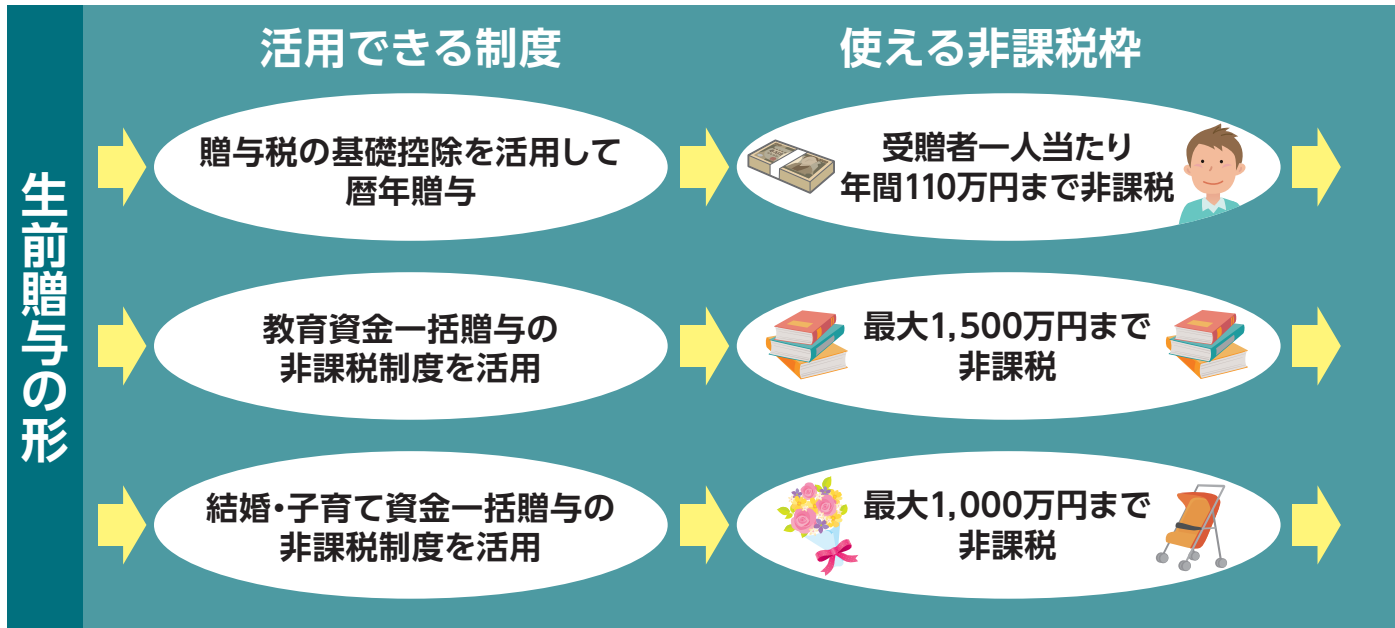 生前贈与の形
活用できる制度
使える非課税枠
贈与税の基礎控除を活用して
暦年贈与
受贈者一人当たり
年間110万円まで非課税
教育資金一括贈与の
非課税制度を活用
最大1,500万円まで
非課税
結婚・子育て資金一括贈与の
非課税制度を活用
最大1,000万円まで
非課税